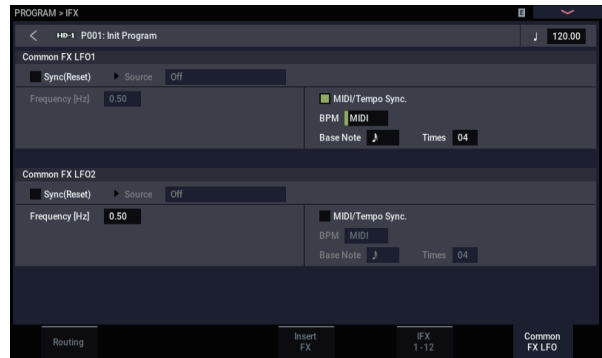 PROGRAM > IFX
E
< HD-1 P001: Init Program
♩ 120.00
Common FX LFO1
Sync(Reset) Source Off
Frequency [Hz] 0.50
MIDI/Tempo Sync.
BPM MIDI
Base Note ♪ Times 04
Common FX LFO2
Sync(Reset) Source Off
Frequency [Hz] 0.50
MIDI/Tempo Sync.
BPM MIDI
Base Note ♪ Times 04
Routing
Insert
FX
IFX
1 - 12
Common
FX LFO